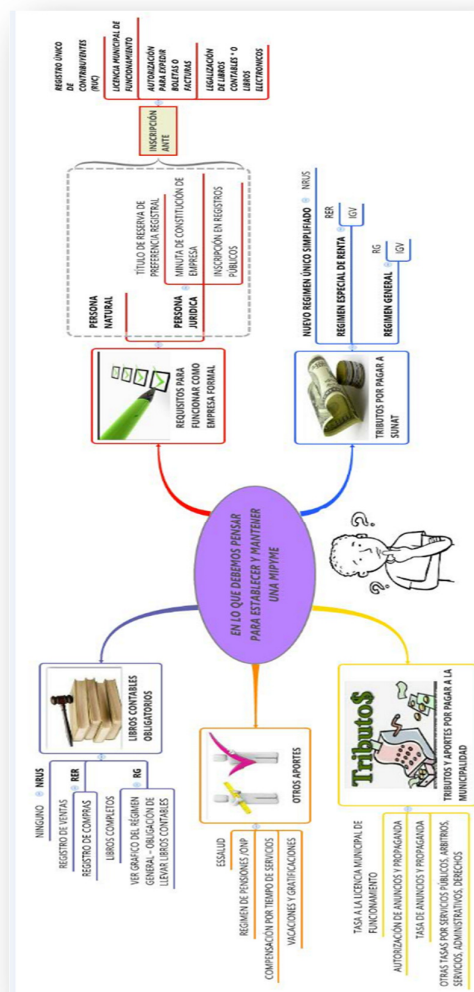 EN LO QUE DEBEMOS PENSAR
PARA ESTABLECER Y MANTENER
UNA MIPYME
REQUISITOS PARA
FUNCIONAR COMO
EMPRESA FORMAL
PERSONA
NATURAL
PERSONA
JURIDICA
TÍTULO DE RESERVA DE
PREFERENCIA REGISTRAL
MINUTA DE CONSTITUCIÓN DE
EMPRESA
INSCRIPCIÓN EN REGISTROS
PÚBLICOS
INSCRIPCIÓN
ANTE
REGISTRO ÚNICO
DE
CONTRIBUYENTES
(RUC)
LICENCIA MUNICIPAL DE
FUNCIONAMIENTO
AUTORIZACIÓN
PARA EXPEDIR
BOLETAS O
FACTURAS
LEGALIZACIÓN
DE LIBROS
CONTABLES * O
LIBROS
ELECTRONICOS
TRIBUTOS POR PAGAR A
SUNAT
NUEVO REGIMEN ÚNICO SIMPLIFICADO
NRUS
REGIMEN ESPECIAL DE RENTA
RER
IGV
REGIMEN GENERAL
RG
IGV
LIBROS CONTABLES
OBLIGATORIOS
NRUS
NINGUNO
RER
REGISTRO DE VENTAS
REGISTRO DE COMPRAS
RG
LIBROS COMPLETOS
VER GRAFICO DEL RÉGIMEN
GENERAL – OBLIGACIÓN DE
LLEVAR LIBROS CONTABLES
OTROS APORTES
ESSALUD
REGIMEN DE PENSIONES /ONP
COMPENSACIÓN POR TIEMPO DE SERVICIOS
VACACIONES Y GRATIFICACIONES
Tributo$
TRIBUTOS Y APORTES POR PAGAR A LA
MUNICIPALIDAD
TASA A LA LICENCIA MUNICIPAL DE
FUNCIONAMIENTO
AUTORIZACIÓN DE ANUNCIOS Y PROPAGANDA
TASA DE ANUNCIOS Y PROPAGANDA
OTRAS TASAS POR SERVICIOS PÚBLICOS, ARBITRIOS,
SERVICIOS, ADMINISTRATIVOS, DERECHOS